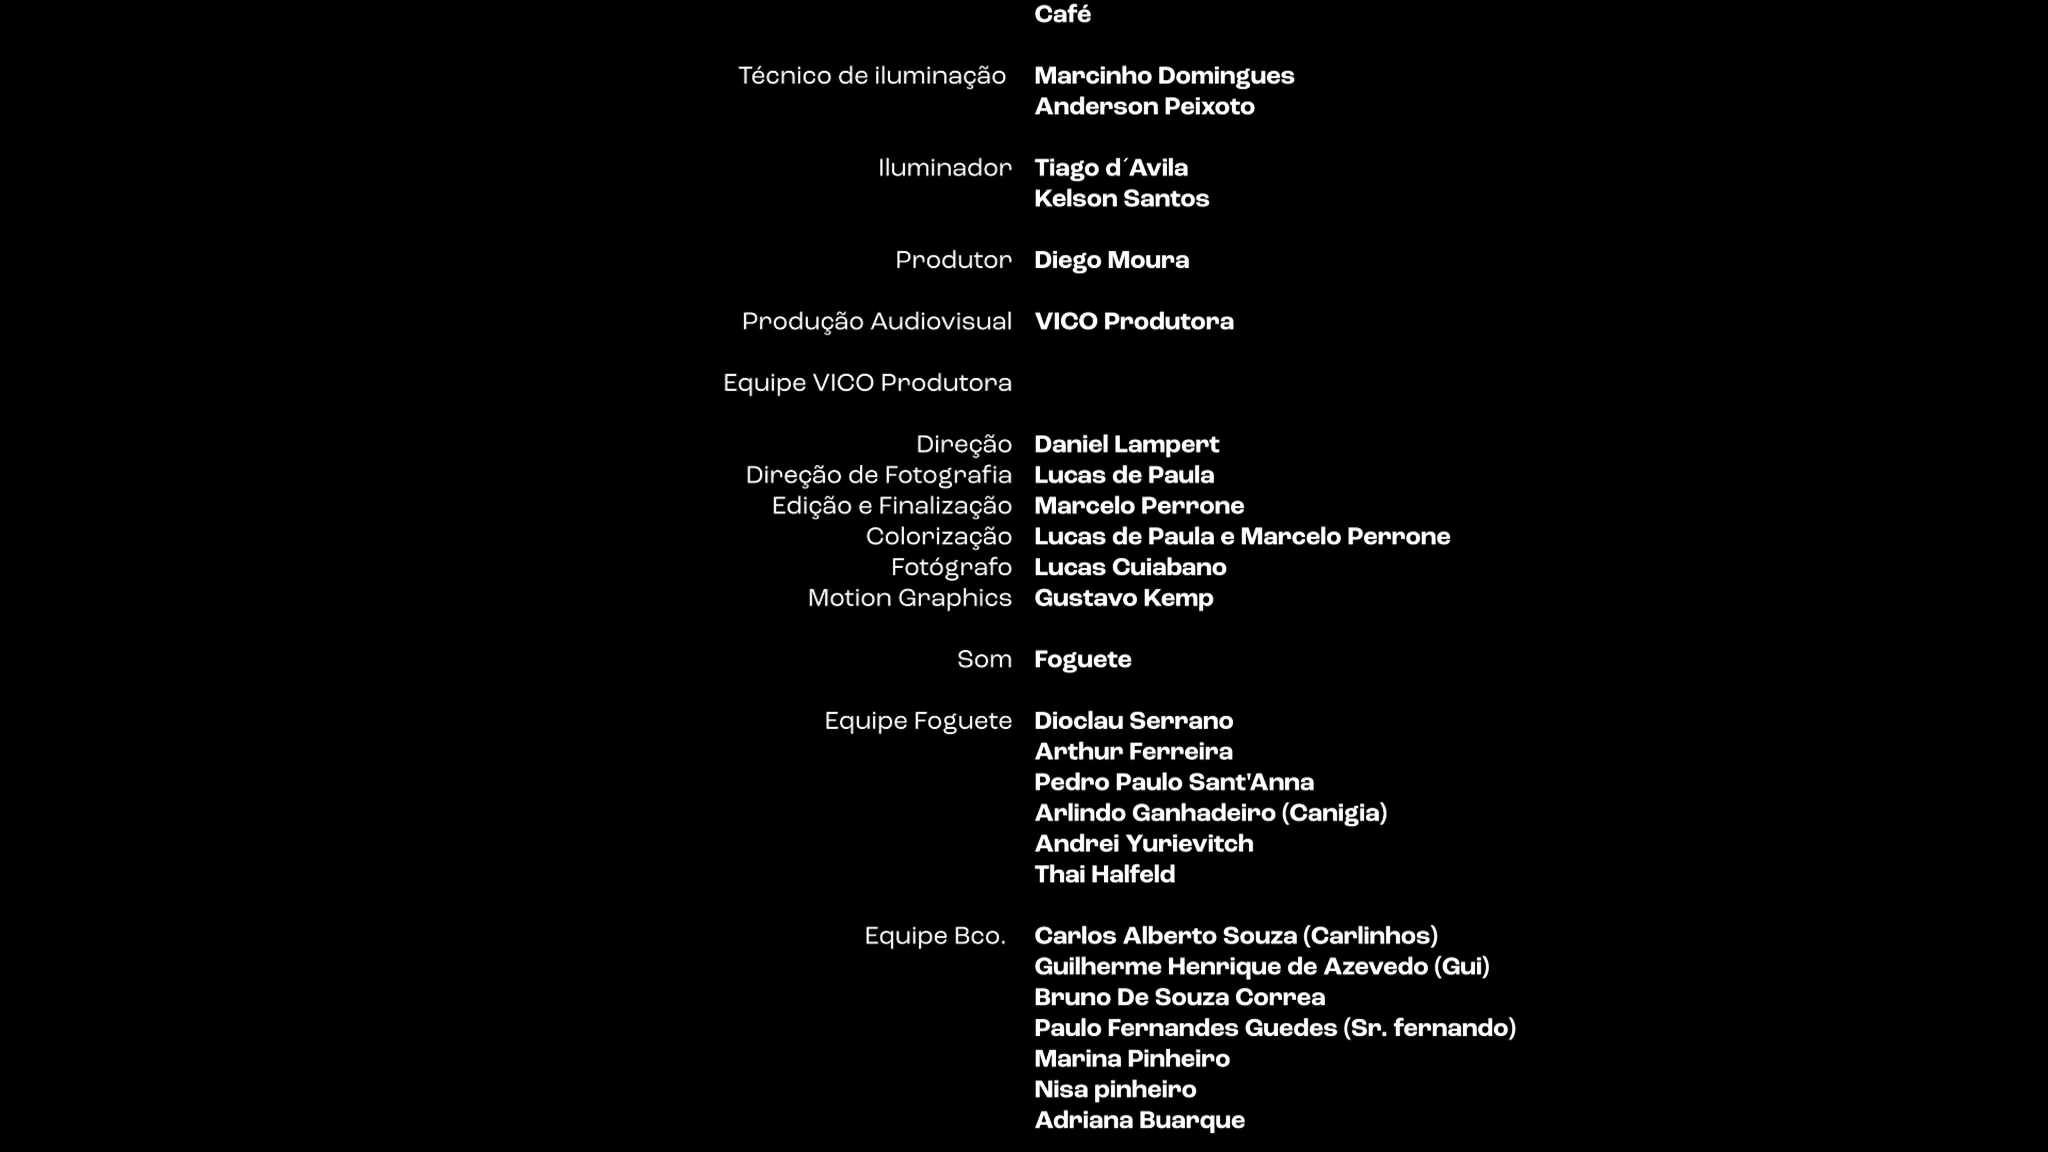 Café
Técnico de iluminação Marcinho Domingues
Anderson Peixoto
Iluminador Tiago d´Avila
Kelson Santos
Produtor Diego Moura
Produção Audiovisual VICO Produtora
Equipe VICO Produtora
Direção Daniel Lampert
Direção de Fotografia Lucas de Paula
Edição e Finalização Marcelo Perrone
Colorização Lucas de Paula e Marcelo Perrone
Fotógrafo Lucas Cuiabano
Motion Graphics Gustavo Kemp
Som Foguete
Equipe Foguete Dioclau Serrano
Arthur Ferreira
Pedro Paulo Sant'Anna
Arlindo Ganhadeiro (Canigia)
Andrei Yurievitch
Thai Halfeld
Equipe Bco. Carlos Alberto Souza (Carlinhos)
Guilherme Henrique de Azevedo (Gui)
Bruno De Souza Correa
Paulo Fernandes Guedes (Sr. fernando)
Marina Pinheiro
Nisa pinheiro
Adriana Buarque